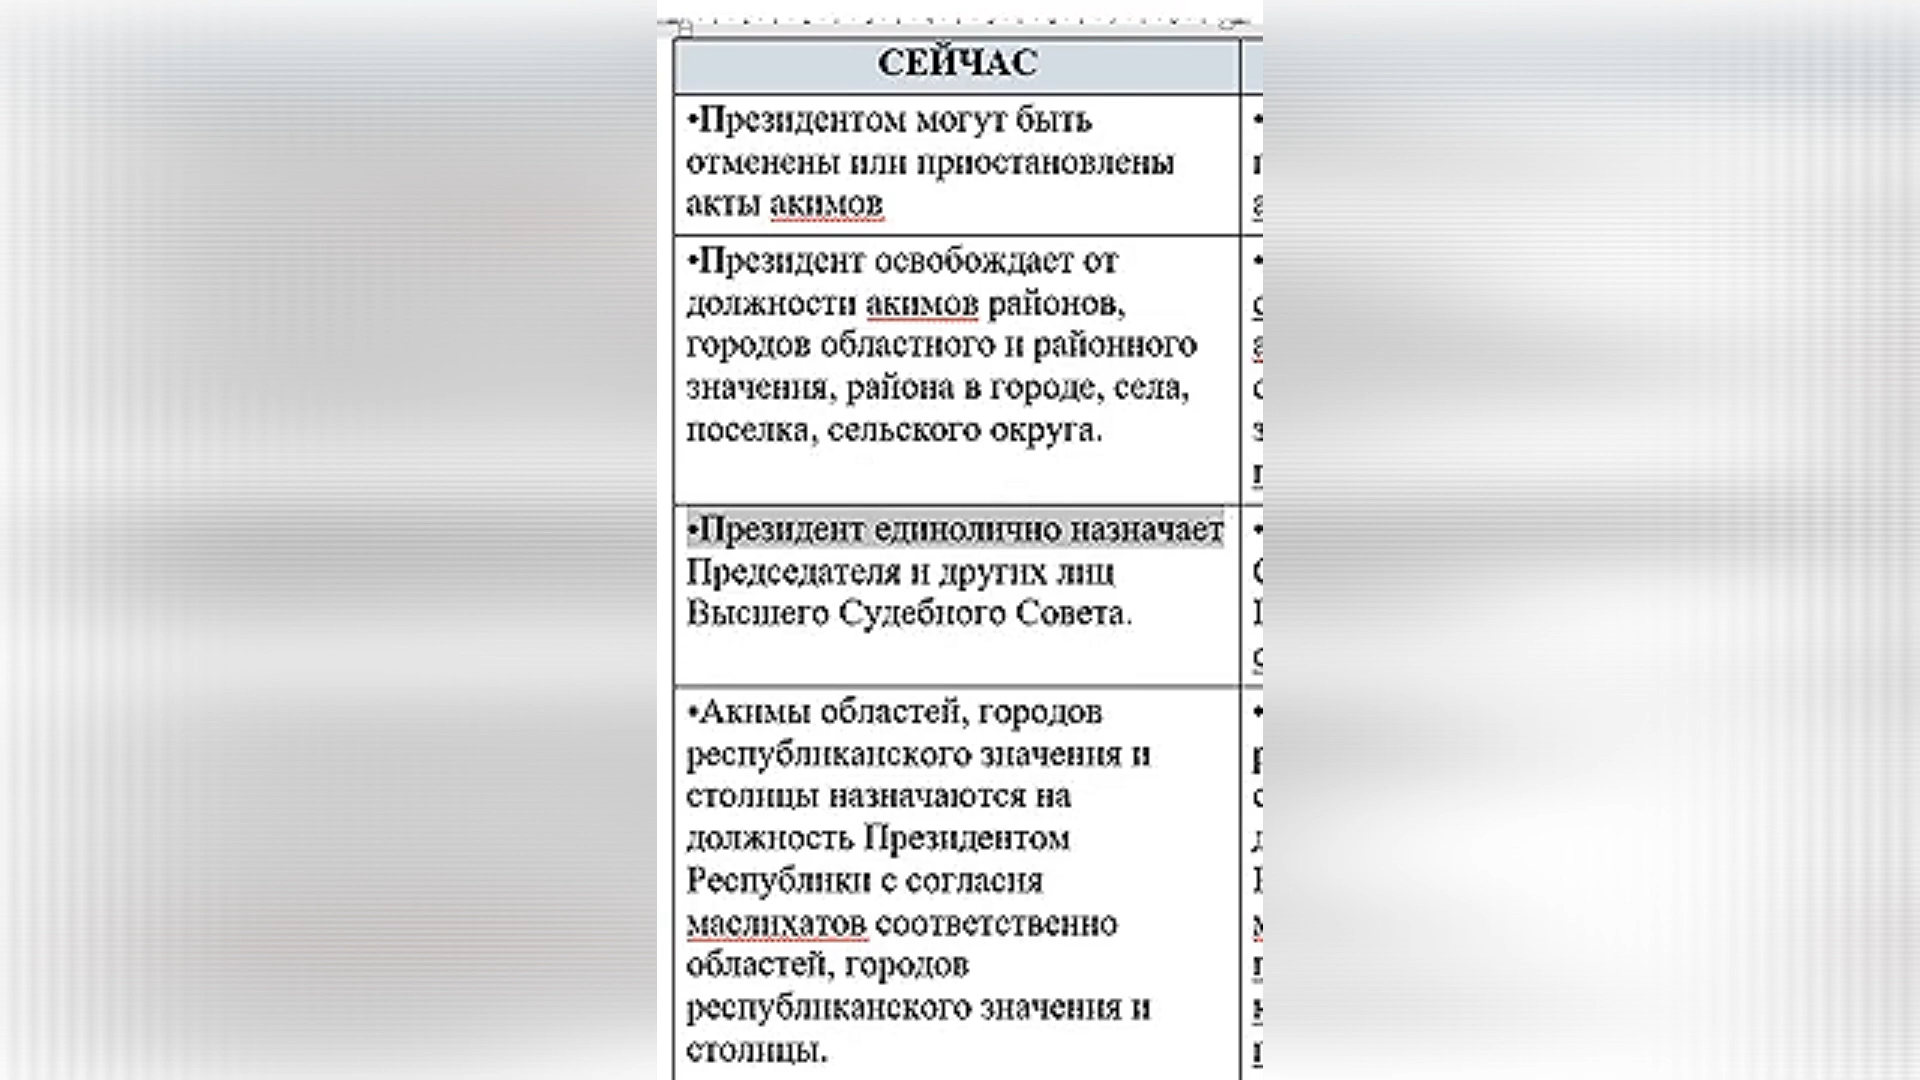 СЕЙЧАС
•Президентом могут быть
отменены или приостановлены
акты акимов
•Президент освобождает от
должности акимов районов,
городов областного и районного
значения, района в городе, села,
поселка, сельского округа.
•Президент единолично назначает
Председателя и других лиц
Высшего Судебного Совета.
•Акимы областей, городов
республиканского значения и
столицы назначаются на
должность Президентом
Республики с согласия
маслихатов соответственно
областей, городов
республиканского значения и
столицы.